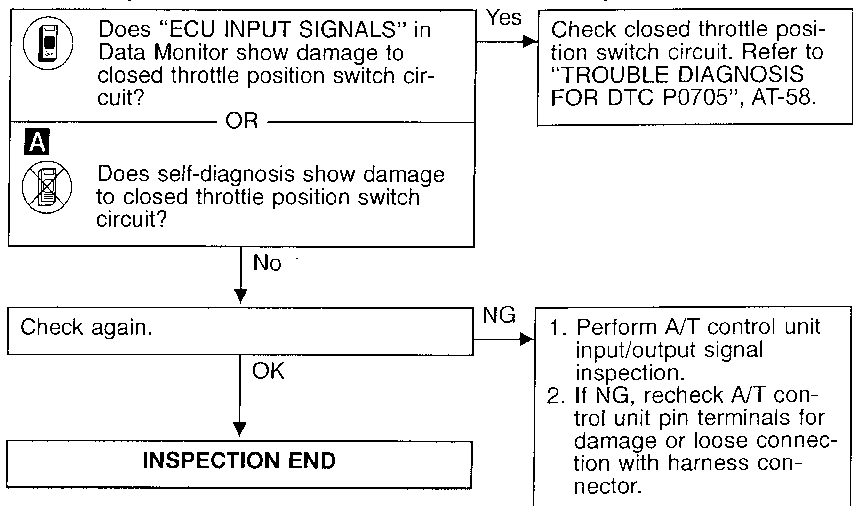 Does “ECU INPUT SIGNALS” in
Data Monitor show damage to
closed throttle position switch cir-
cuit?
OR
A
Does self-diagnosis show damage
to closed throttle position switch
circuit?
Yes
Check closed throttle posi-
tion switch circuit. Refer to
“TROUBLE DIAGNOSIS
FOR DTC P0705”, AT-58.
No
Check again.
NG
1. Perform A/T control unit
input/output signal
inspection.
2. If NG, recheck A/T con-
trol unit pin terminals for
damage or loose connec-
tion with harness con-
nector.
OK
INSPECTION END